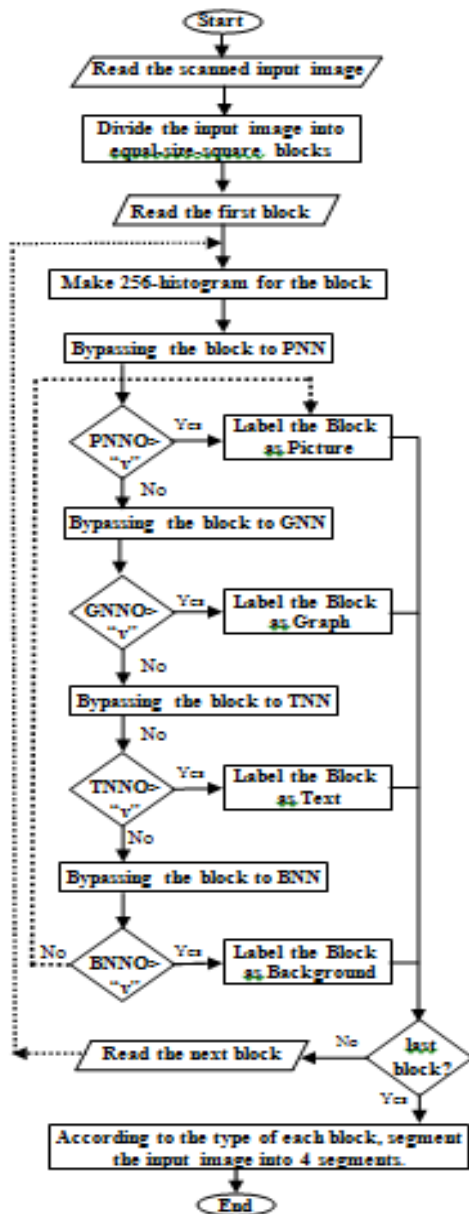 Start
Read the scanned input image
Divide the input image into
equal-size-square blocks
Read the first block
Make 256-histogram for the block
Bypassing the block to PNN
PNNO>
"v"
Yes
Label the Block
as Picture
No
Bypassing the block to GNN
GNNO>
"v"
Yes
Label the Block
as Graph
No
Bypassing the block to TNN
No
TNNO>
"v"
Yes
Label the Block
as Text
No
Bypassing the block to BNN
No
BNNO>
"v"
Yes
Label the Block
as Background
Read the next block
No
last
block?
Yes
According to the type of each block, segment
the input image into 4 segments.
End